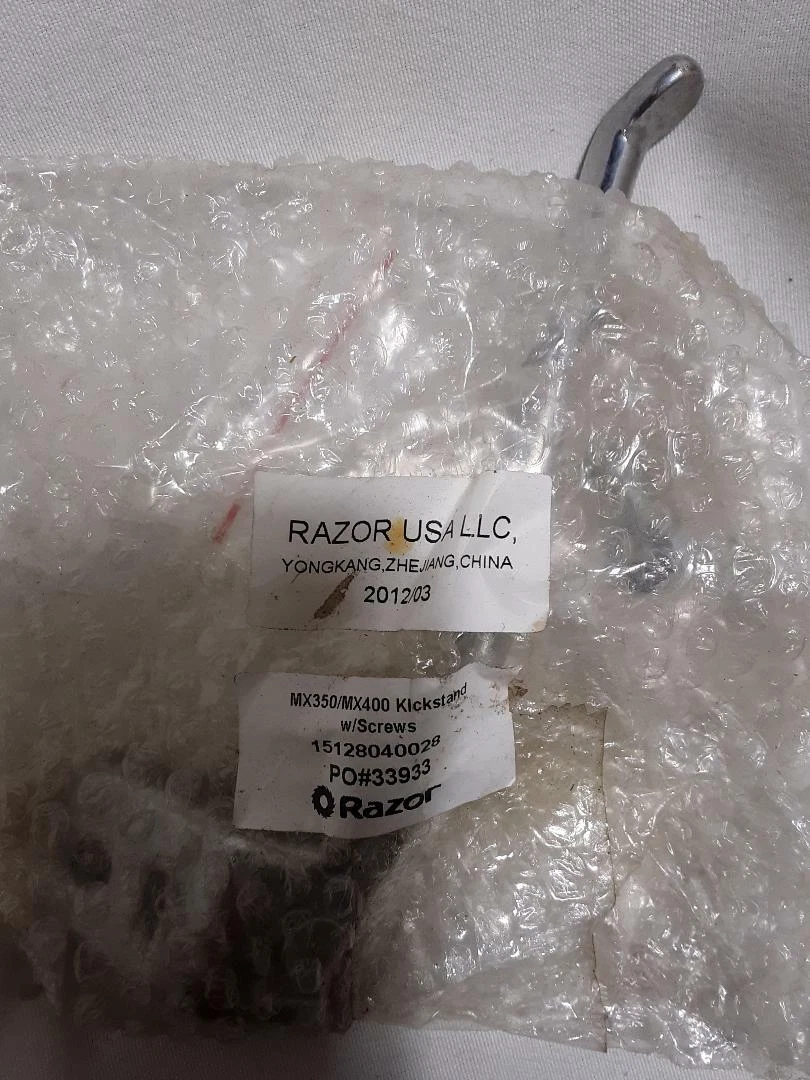 RAZOR USA LLC,
YONGKANG,ZHEJIANG,CHINA
2012/03
MX350/MX400 Kickstand
w/Screws
15128040028
PO#33933
Razor